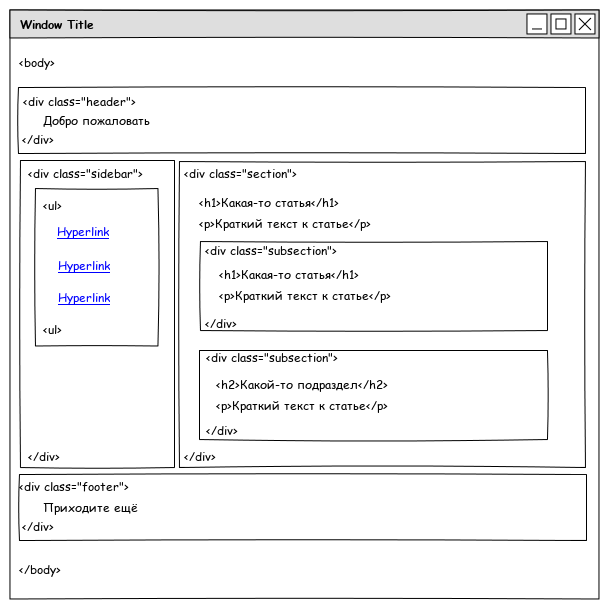 Window Title
<body>
<div class="header">
Добро пожаловать
</div>
<div class="sidebar">
<ul>
Hyperlink
Hyperlink
Hyperlink
<ul>
</div>
<div class="section">
<h1>Какая-то статья</h1>
<p>Краткий текст к статье</p>
<div class="subsection">
<h1>Какая-то статья</h1>
<p>Краткий текст к статье</p>
</div>
<div class="subsection">
<h2>Какой-то подраздел</h2>
<p>Краткий текст к статье</p>
</div>
</div>
<div class="footer">
Приходите ещё
</div>
</body>